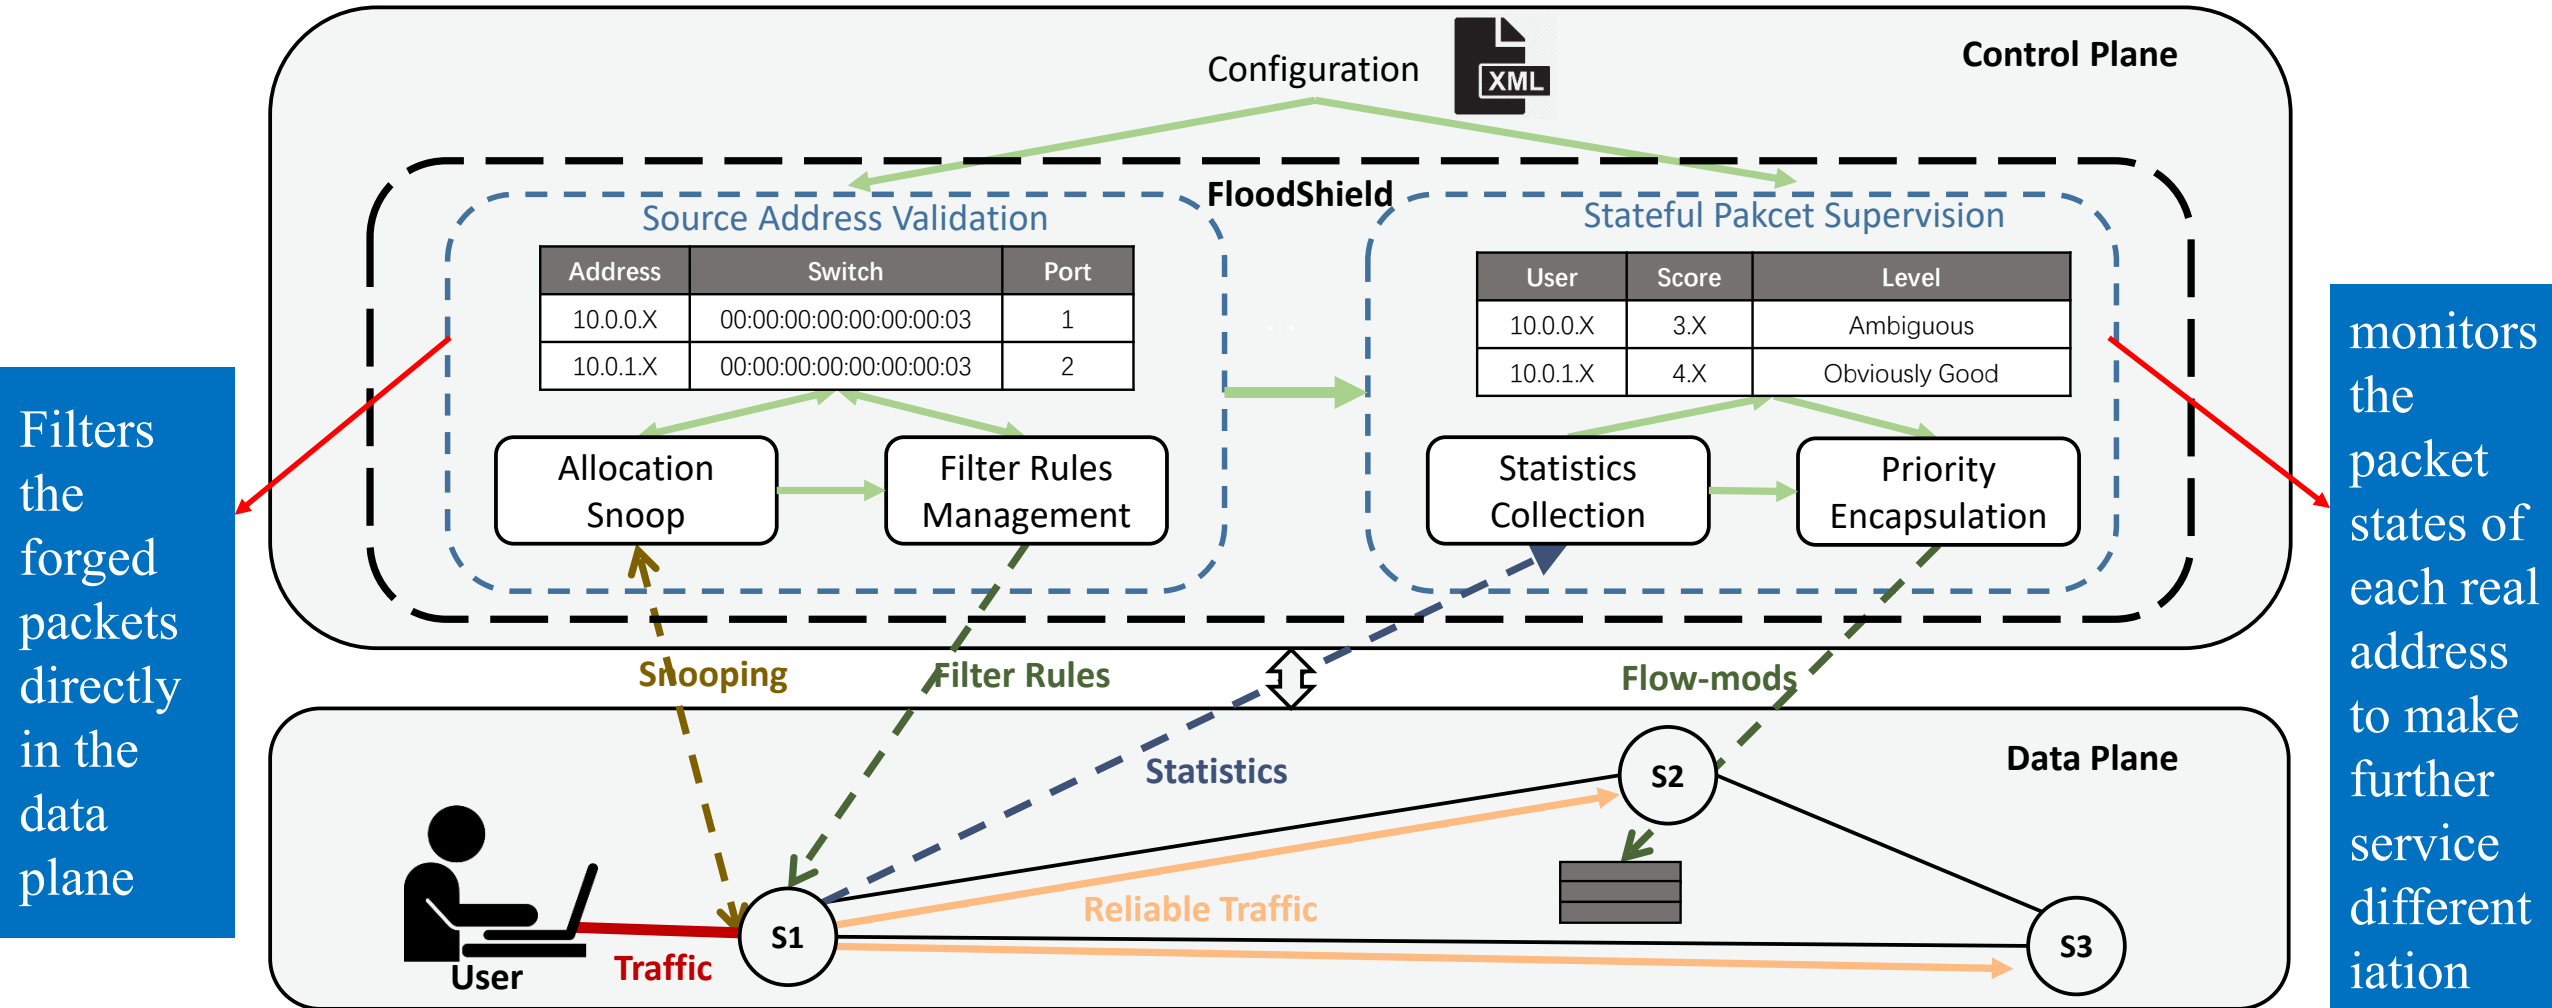 Configuration
XML
Control Plane
FloodShield
Source Address Validation
Address Switch Port
10.0.0.X 00:00:00:00:00:00:00:03 1
10.0.1.X 00:00:00:00:00:00:00:03 2
Allocation
Snoop
Filter Rules
Management
...
Stateful Pakcet Supervision
User Score Level
10.0.0.X 3.X Ambiguous
10.0.1.X 4.X Obviously Good
Statistics
Collection
Priority
Encapsulation
Filters
the
forged
packets
directly
in the
data
plane
monitors
the
packet
states of
each real
address
to make
further
service
different
iation
Snooping
Filter Rules
Flow-mods
Statistics
Data Plane
S2
Reliable Traffic
S1
S3
User
Traffic